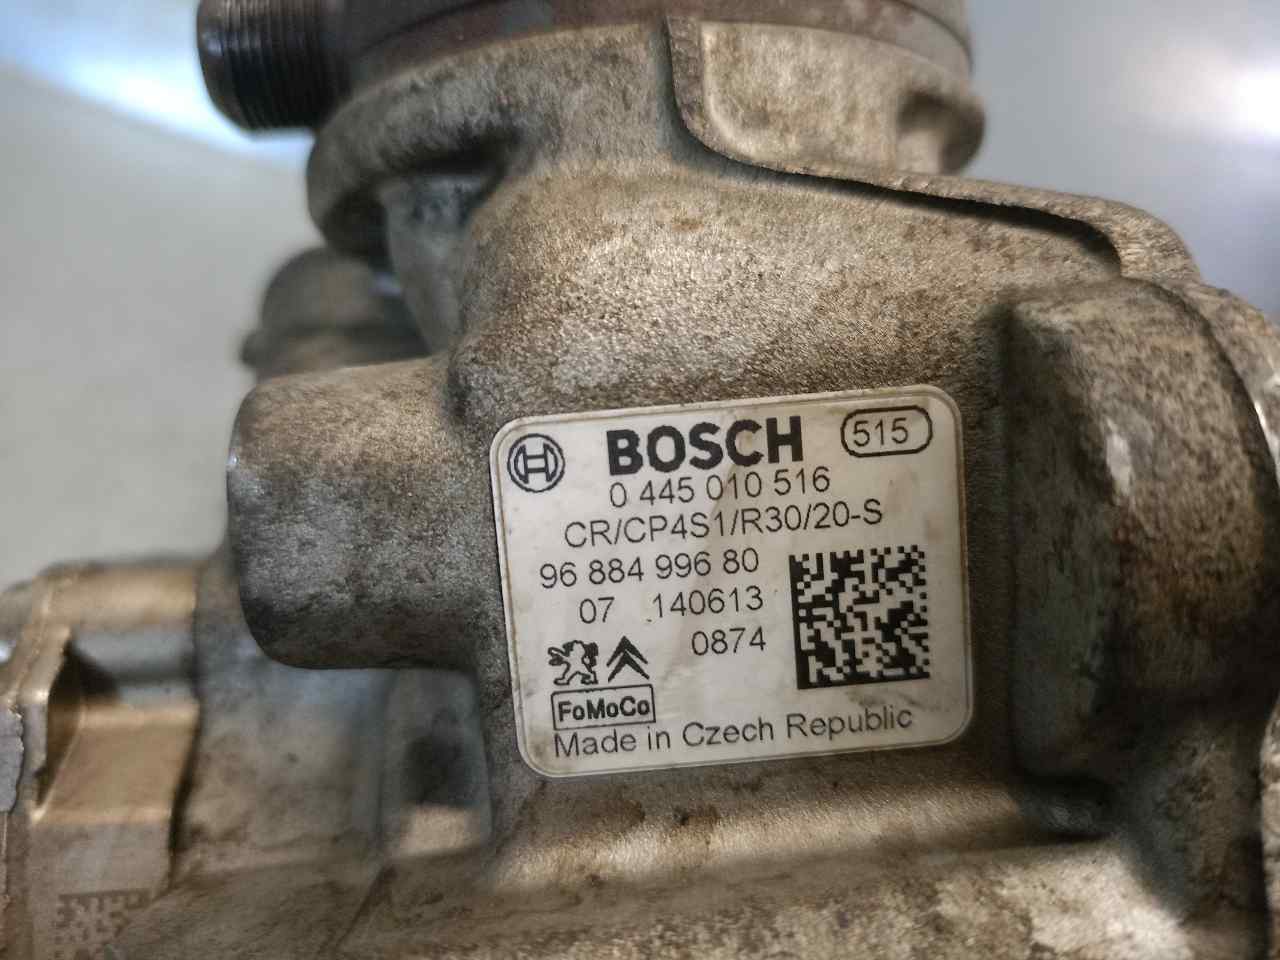 BOSCH 515
0 445 010 516
CR/CP4S1/R30/20-S
96 884 996 80
07 140613
0874
FoMoCo
Made in Czech Republic